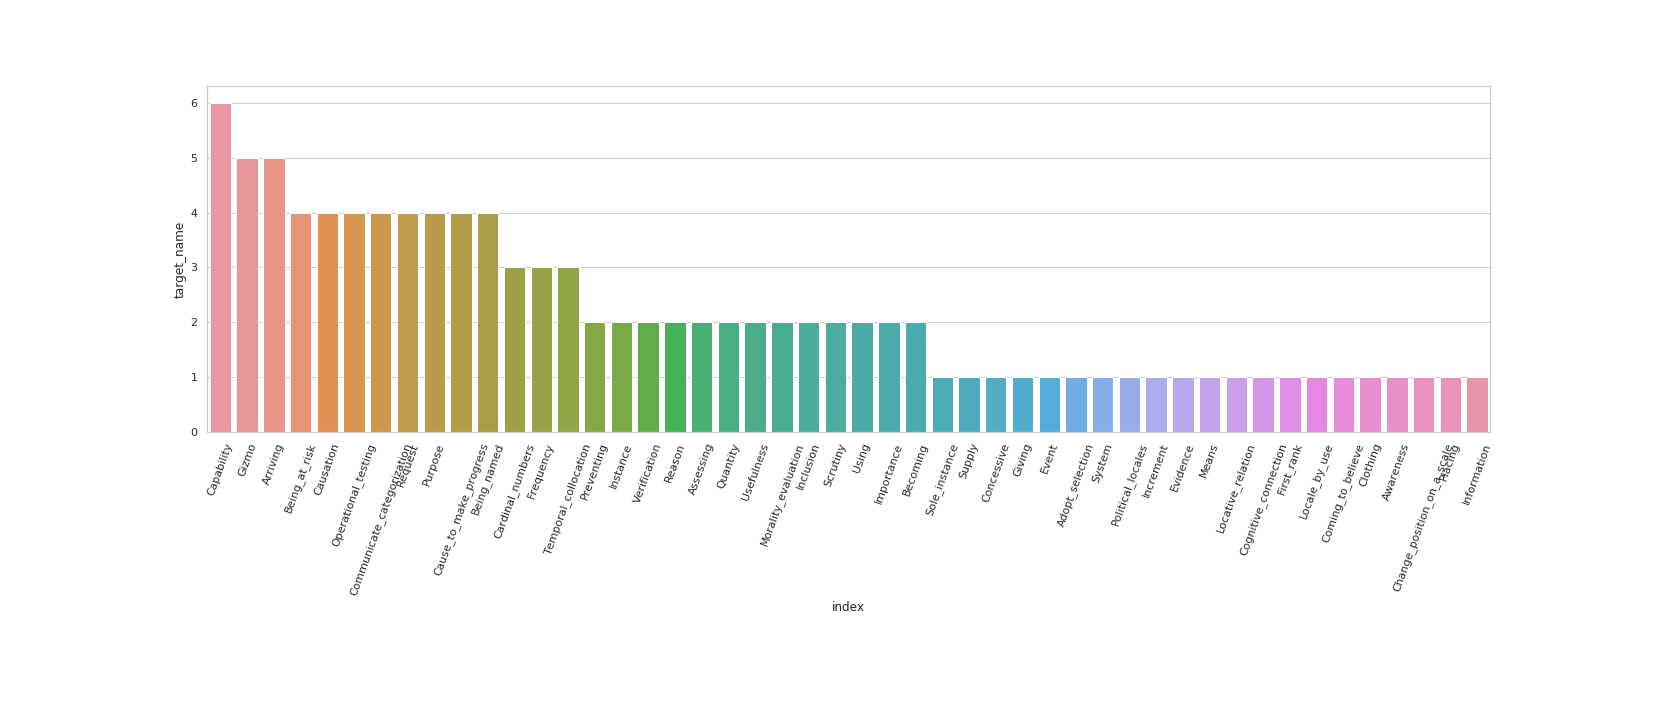 6
5
4
3
2
1
0
target_name
Capability
Gizmo
Arriving
Being_at_risk
Causation
Operational_testing
Communicate_categorization
Request
Purpose
Cause_to_make_progress
Being_named
Cardinal_numbers
Frequency
Temporal_collocation
Preventing
Instance
Verification
Reason
Assessing
Quantity
Usefulness
Morality_evaluation
Inclusion
Scrutiny
Using
Importance
Becoming
Sole_instance
Supply
Concessive
Giving
Event
Adopt_selection
System
Political_locales
Increment
Evidence
Means
Locative_relation
Cognitive_connection
First_rank
Locale_by_use
Coming_to_believe
Clothing
Awareness
Change_position_on_a_scale
Placing
Information
index